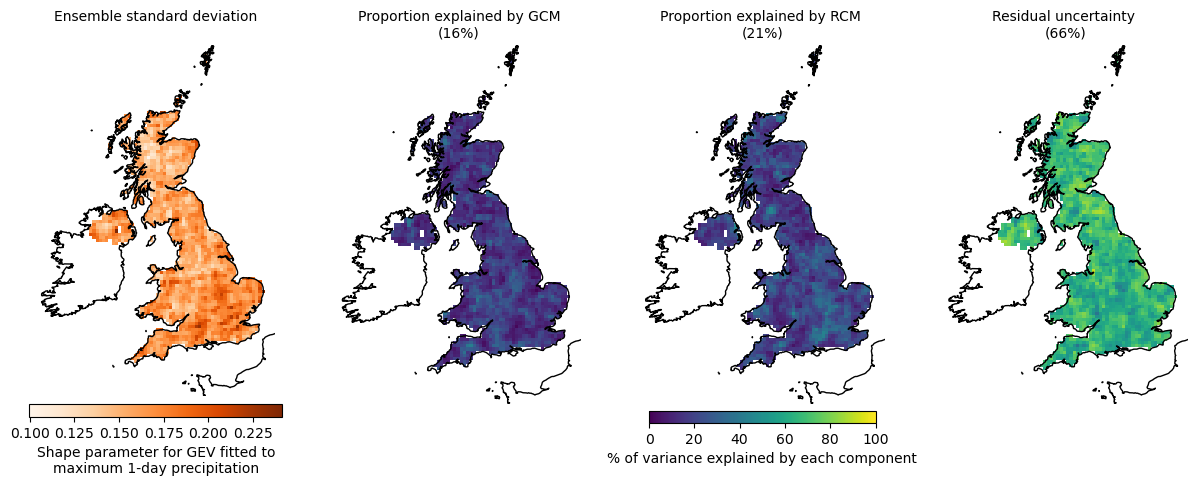 Ensemble standard deviation
Proportion explained by GCM
(16%)
Proportion explained by RCM
(21%)
Residual uncertainty
(66%)
0.100 0.125 0.150 0.175 0.200 0.225
Shape parameter for GEV fitted to
maximum 1-day precipitation
0 20 40 60 80 100
% of variance explained by each component